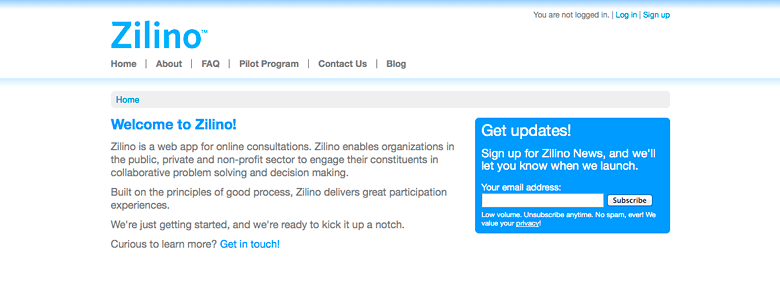 You are not logged in. | Log in | Sign up
Zilino™
Home | About | FAQ | Pilot Program | Contact Us | Blog
Home
Welcome to Zilino!
Zilino is a web app for online consultations. Zilino enables organizations in
the public, private and non-profit sector to engage their constituents in
collaborative problem solving and decision making.
Built on the principles of good process, Zilino delivers great participation
experiences.
We're just getting started, and we're ready to kick it up a notch.
Curious to learn more? Get in touch!
Get updates!
Sign up for Zilino News, and we'll
let you know when we launch.
Your email address:
Subscribe
Low volume. Unsubscribe anytime. No spam, ever! We
value your privacy!